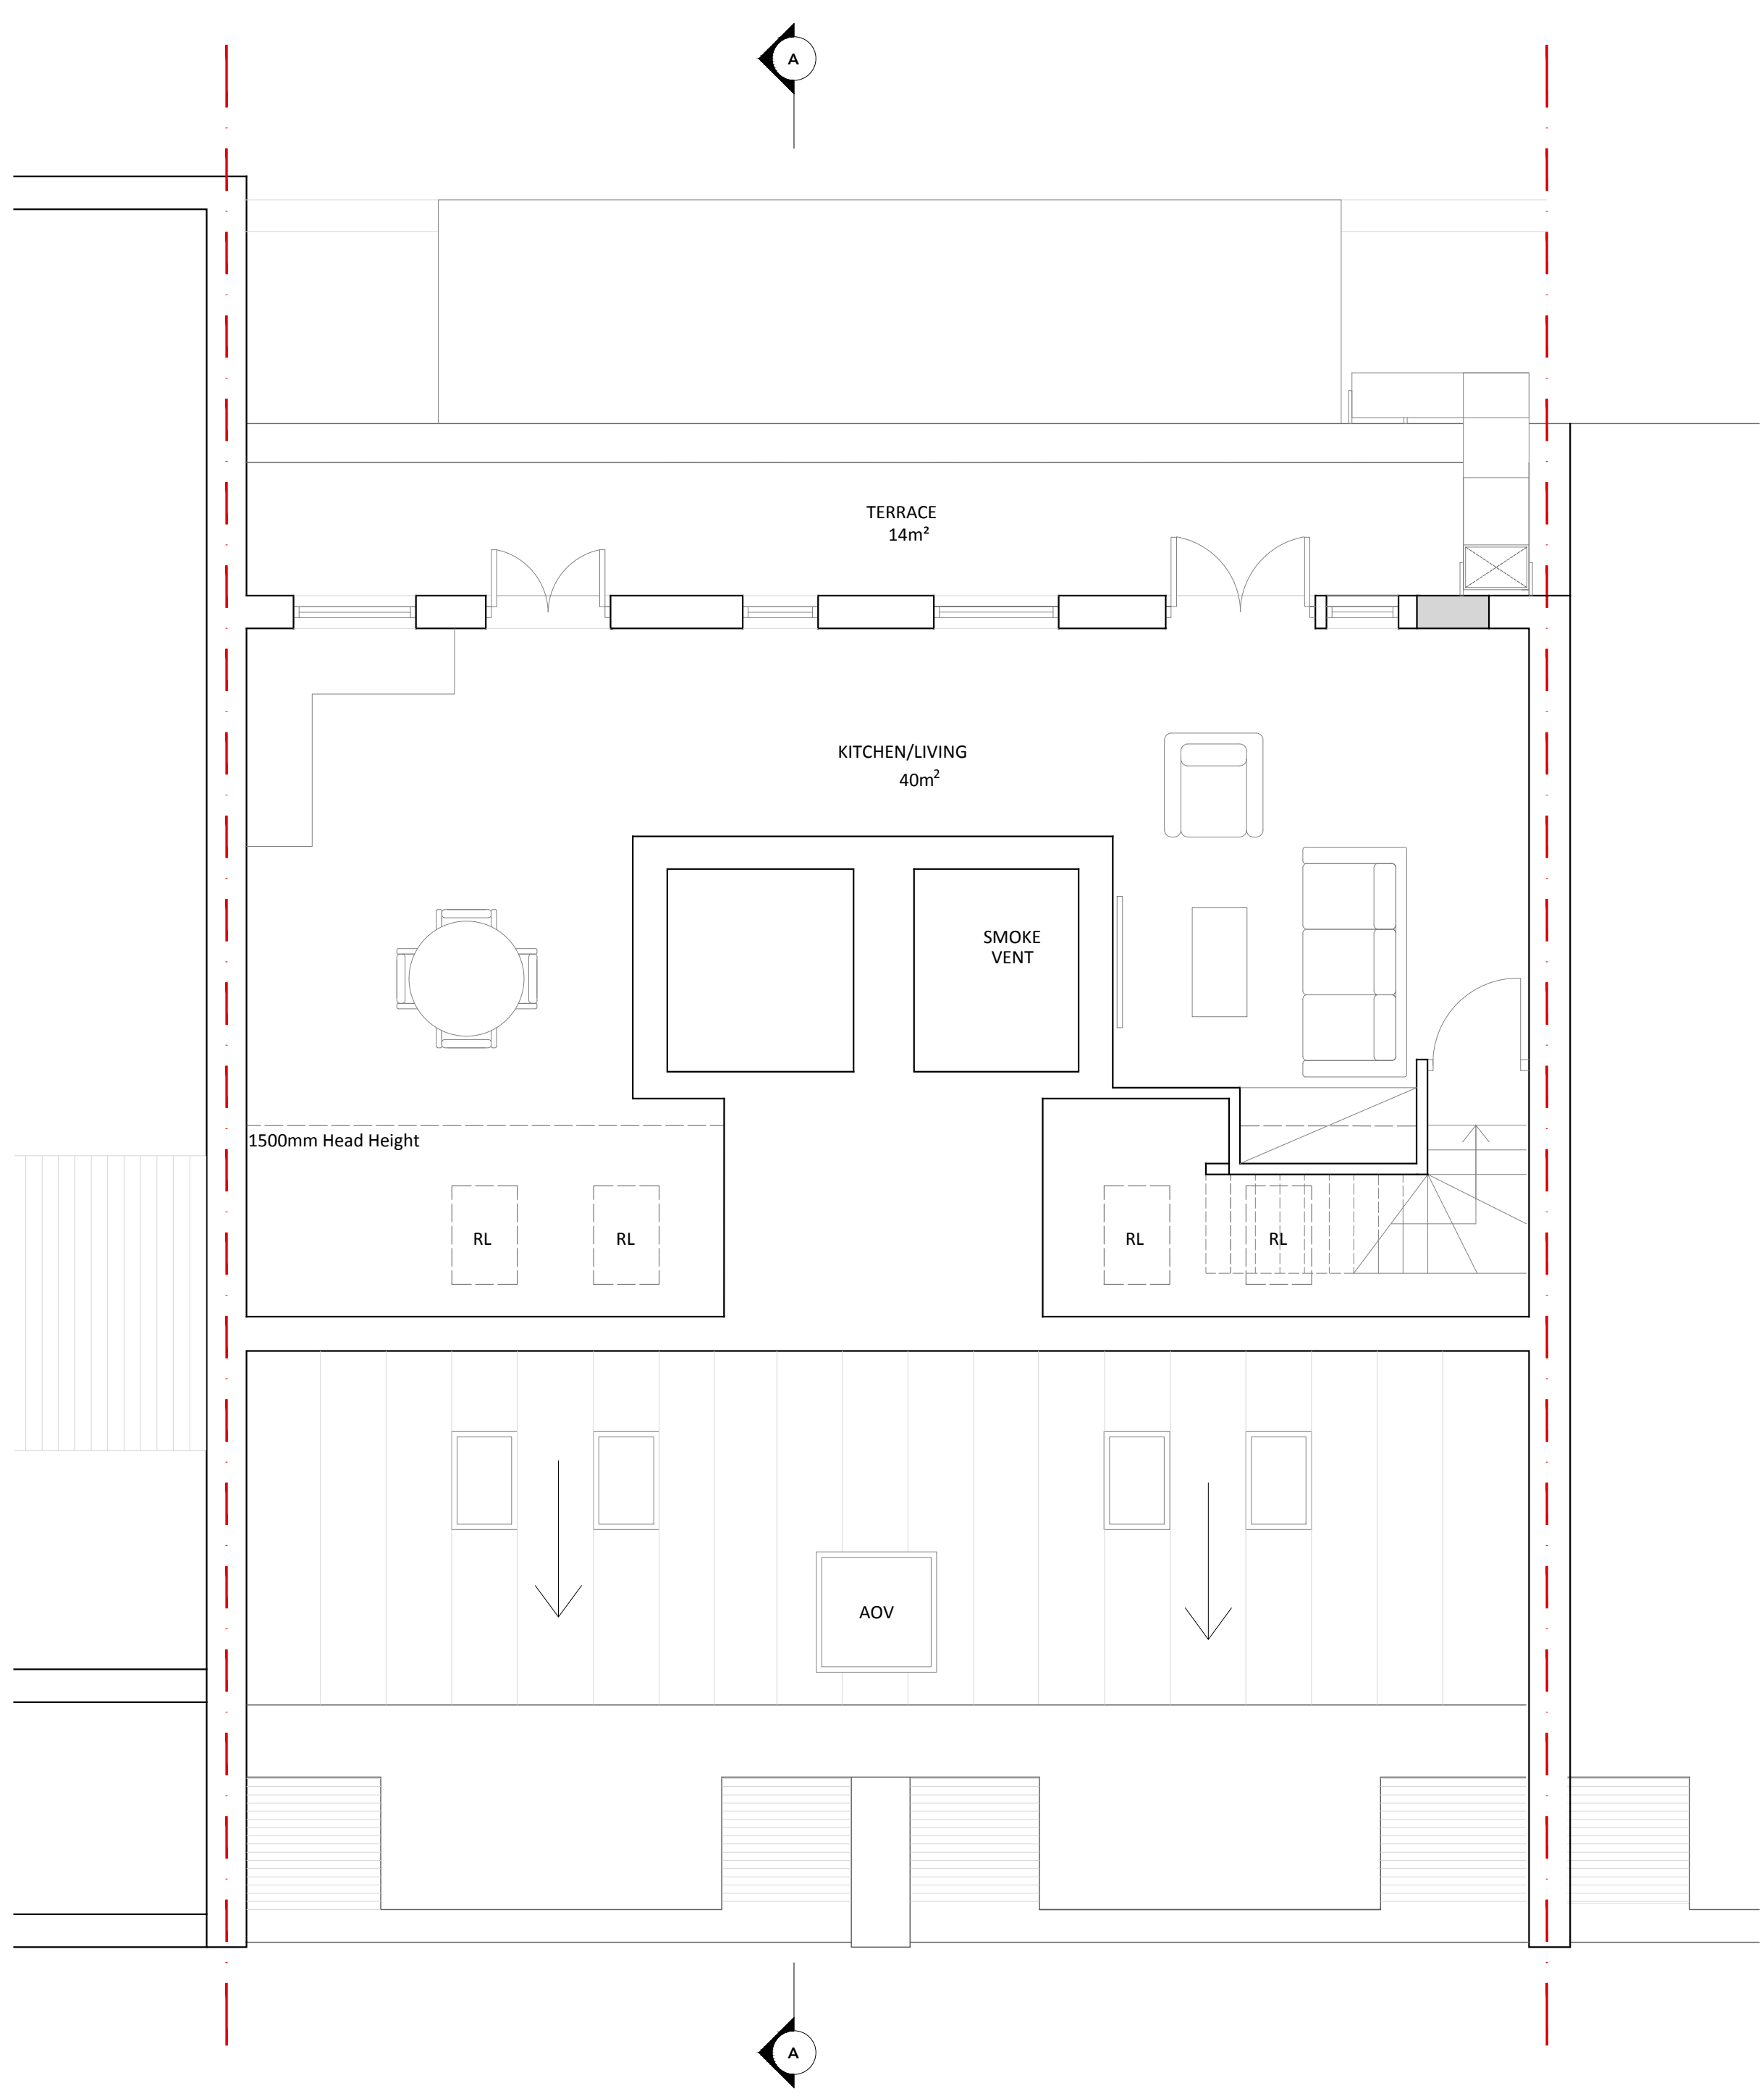 A
TERRACE
14m²
KITCHEN/LIVING
40m²
SMOKE
VENT
1500mm Head Height
RL
RL
RL
RL
AOV
A